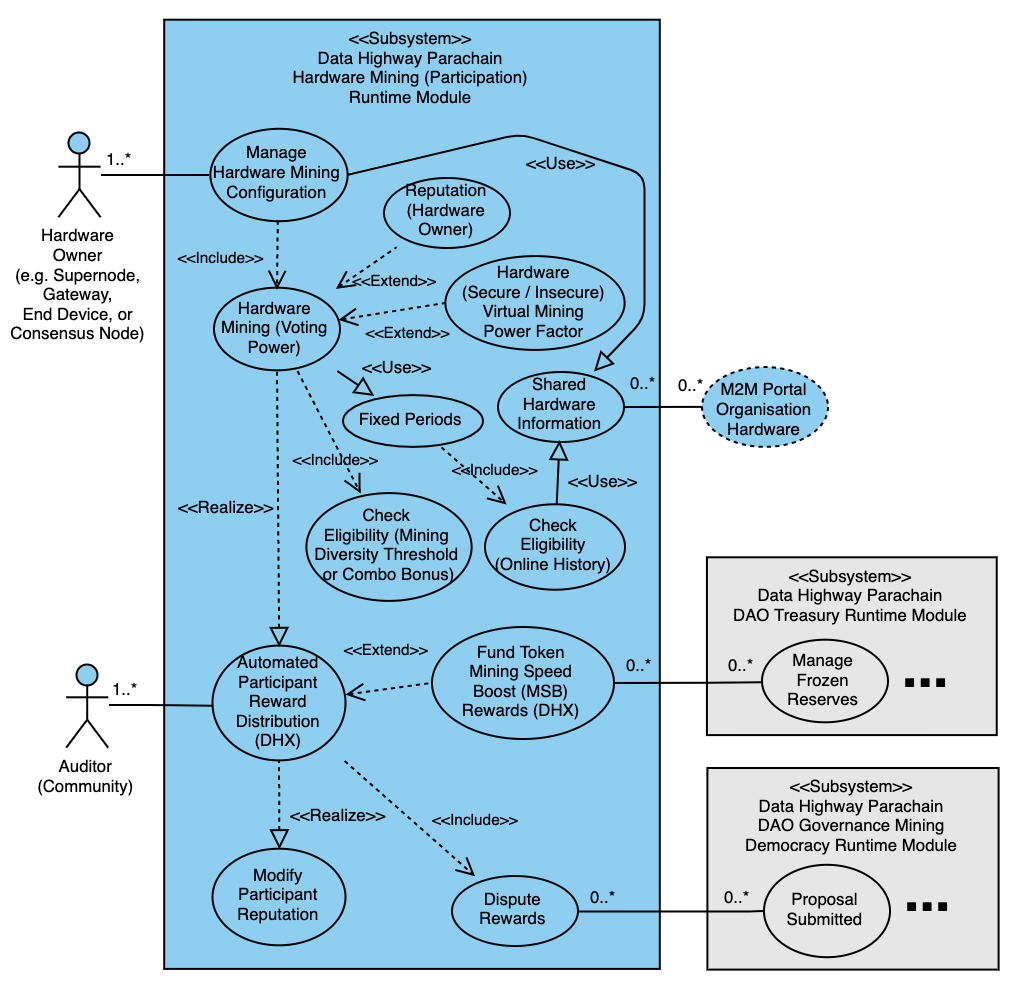 <<Subsystem>>
Data Highway Parachain
Hardware Mining (Participation)
Runtime Module
1..*
Manage
Hardware Mining
Configuration
<<Use>>
Reputation
(Hardware
Owner)
Hardware
Owner
(e.g. Supernode,
Gateway,
End Device, or
Consensus Node)
<<Include>>
<<Extend>>
Hardware
(Secure / Insecure)
Virtual Mining
Power Factor
Hardware
Mining (Voting
Power)
<<Extend>>
<<Use>>
Shared
Hardware
Information
0..*
0..*
M2M Portal
Organisation
Hardware
Fixed Periods
<<Include>>
<<Include>>
<<Use>>
<<Realize>>
Check
Eligibility (Mining
Diversity Threshold
or Combo Bonus)
Check
Eligibility
(Online History)
<<Subsystem>>
Data Highway Parachain
DAO Treasury Runtime Module
<<Extend>>
Fund Token
Mining Speed
Boost (MSB)
Rewards (DHX)
0..*
0..*
Manage
Frozen
Reserves
1..*
Automated
Participant
Reward
Distribution
(DHX)
Auditor
(Community)
<<Subsystem>>
Data Highway Parachain
DAO Governance Mining
Democracy Runtime Module
<<Realize>>
<<Include>>
Modify
Participant
Reputation
Dispute
Rewards
0..*
0..*
Proposal
Submitted